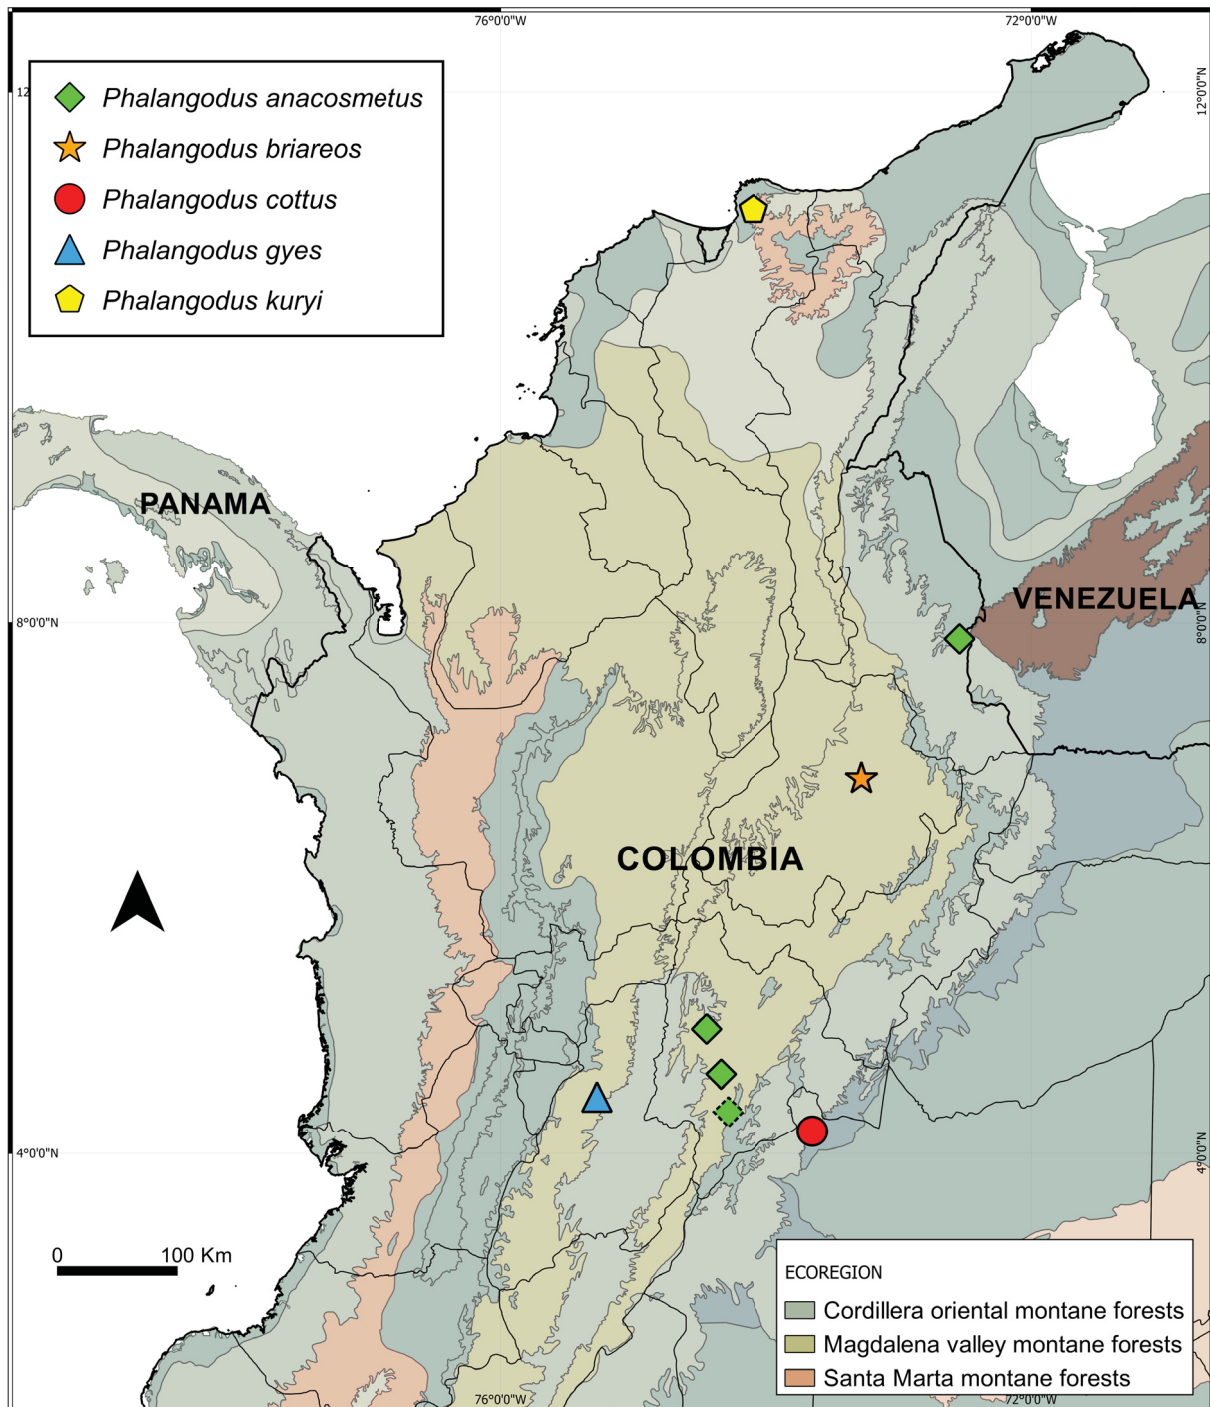 76°0'0"W
72°0'0"W
12°0'0"N
12
Phalangodus anacosmetus
Phalangodus briareos
Phalangodus cottus
Phalangodus gyes
Phalangodus kuryi
PANAMA
VENEZUELA
8°0'0"N
8°0'0"N
COLOMBIA
4°0'0"N
4°0'0"N
0 100 Km
ECOREGION
Cordillera oriental montane forests
Magdalena valley montane forests
Santa Marta montane forests
76°0'0"W
72°0'0"W